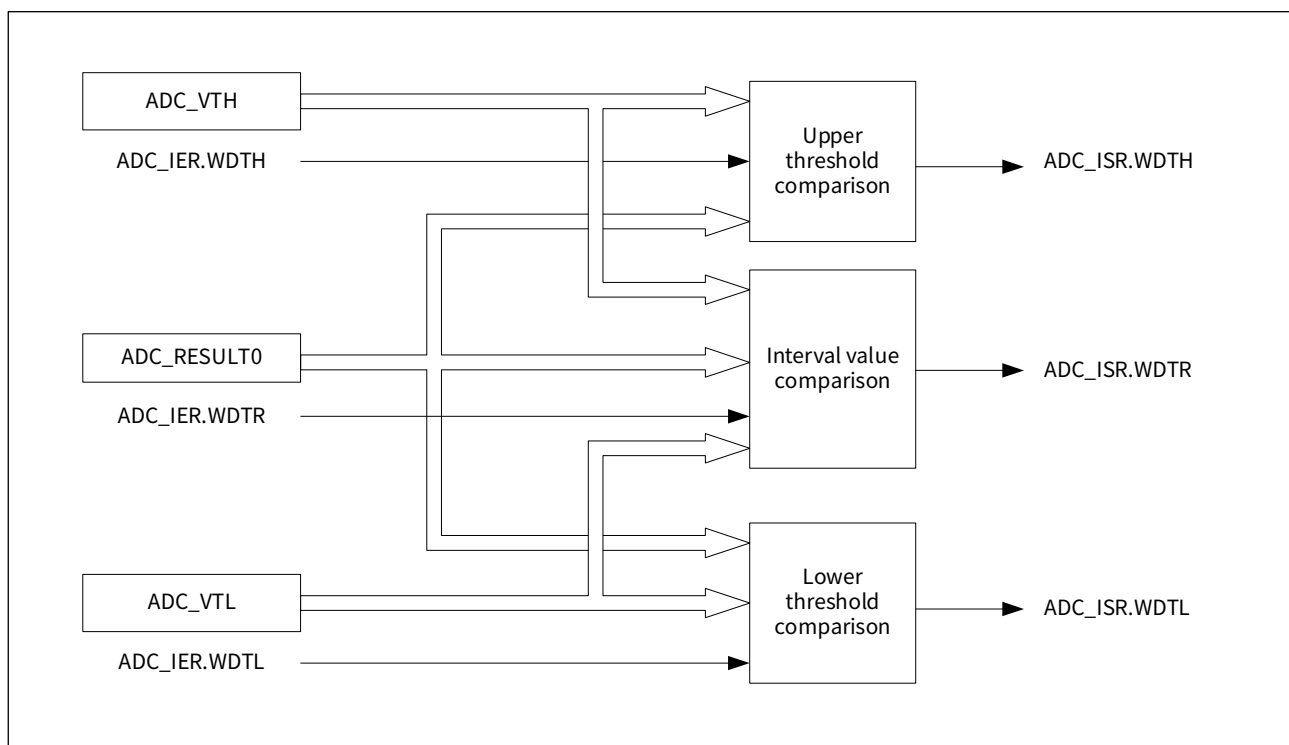 ADC_VTH
ADC_IER.WDTH
Upper
threshold
comparison
ADC_ISR.WDTH
ADC_RESULT0
ADC_IER.WDTR
Interval value
comparison
ADC_ISR.WDTR
ADC_VTL
ADC_IER.WDTL
Lower
threshold
comparison
ADC_ISR.WDTL